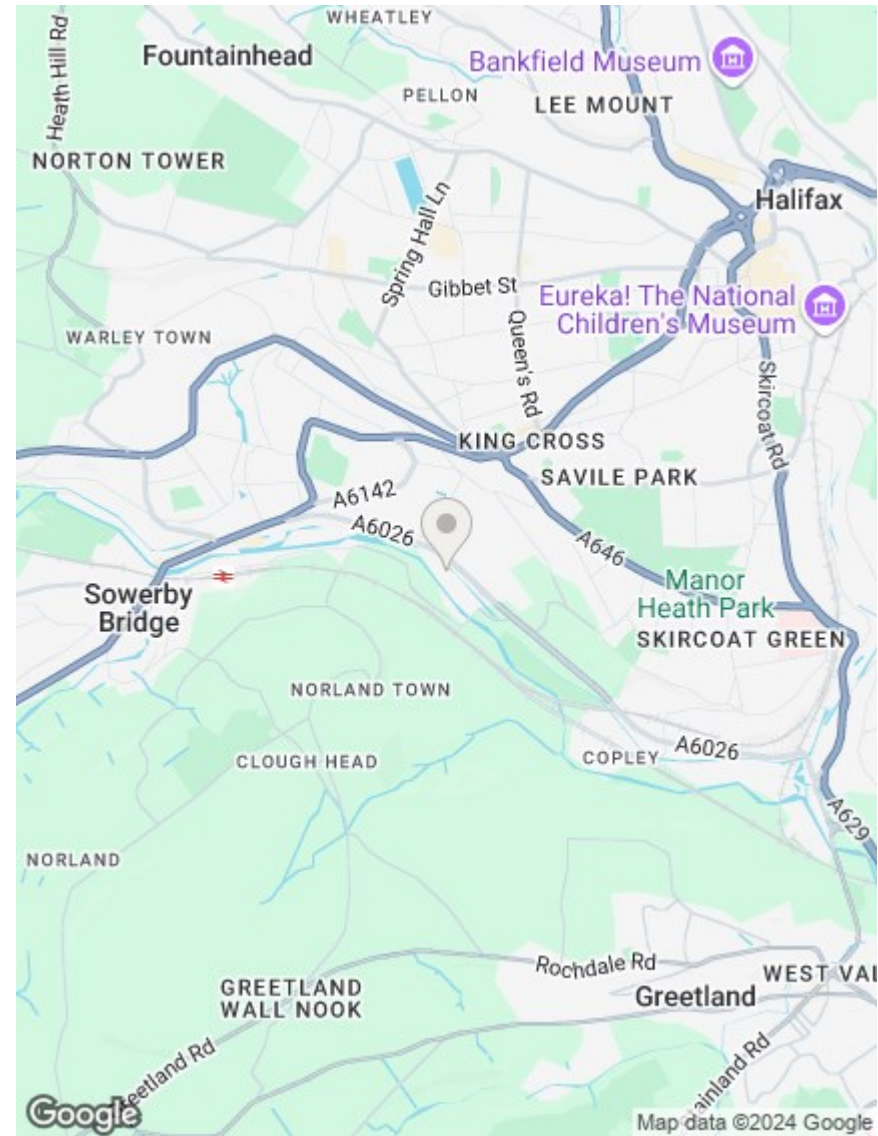 WHEATLEY
Fountainhead
Bankfield Museum
Heath Hill Rd
PELLON
LEE MOUNT
NORTON TOWER
Spring Hall Ln
Halifax
Gibbet St
Eureka! The National
Children's Museum
WARLEY TOWN
Queen's Rd
Skircoat Rd
KING CROSS
SAVILE PARK
A6142
A6026
A646
Sowerby
Bridge
Manor
Heath Park
SKIRCOAT GREEN
NORLAND TOWN
A6026
CLOUGH HEAD
COPLEY
A629
NORLAND
Rochdale Rd
WEST VAL
GREETLAND
WALL NOOK
Greetland
eetland Rd
ainland Rd
Google
Map data ©2024 Google